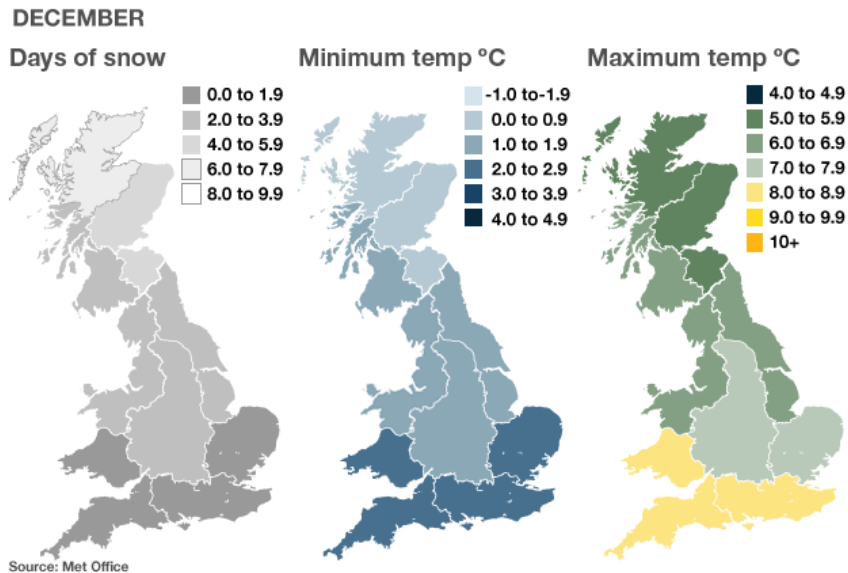 DECEMBER
Days of snow
0.0 to 1.9
2.0 to 3.9
4.0 to 5.9
6.0 to 7.9
8.0 to 9.9
Minimum temp ºC
-1.0 to-1.9
0.0 to 0.9
1.0 to 1.9
2.0 to 2.9
3.0 to 3.9
4.0 to 4.9
Maximum temp ºC
4.0 to 4.9
5.0 to 5.9
6.0 to 6.9
7.0 to 7.9
8.0 to 8.9
9.0 to 9.9
10+
Source: Met Office